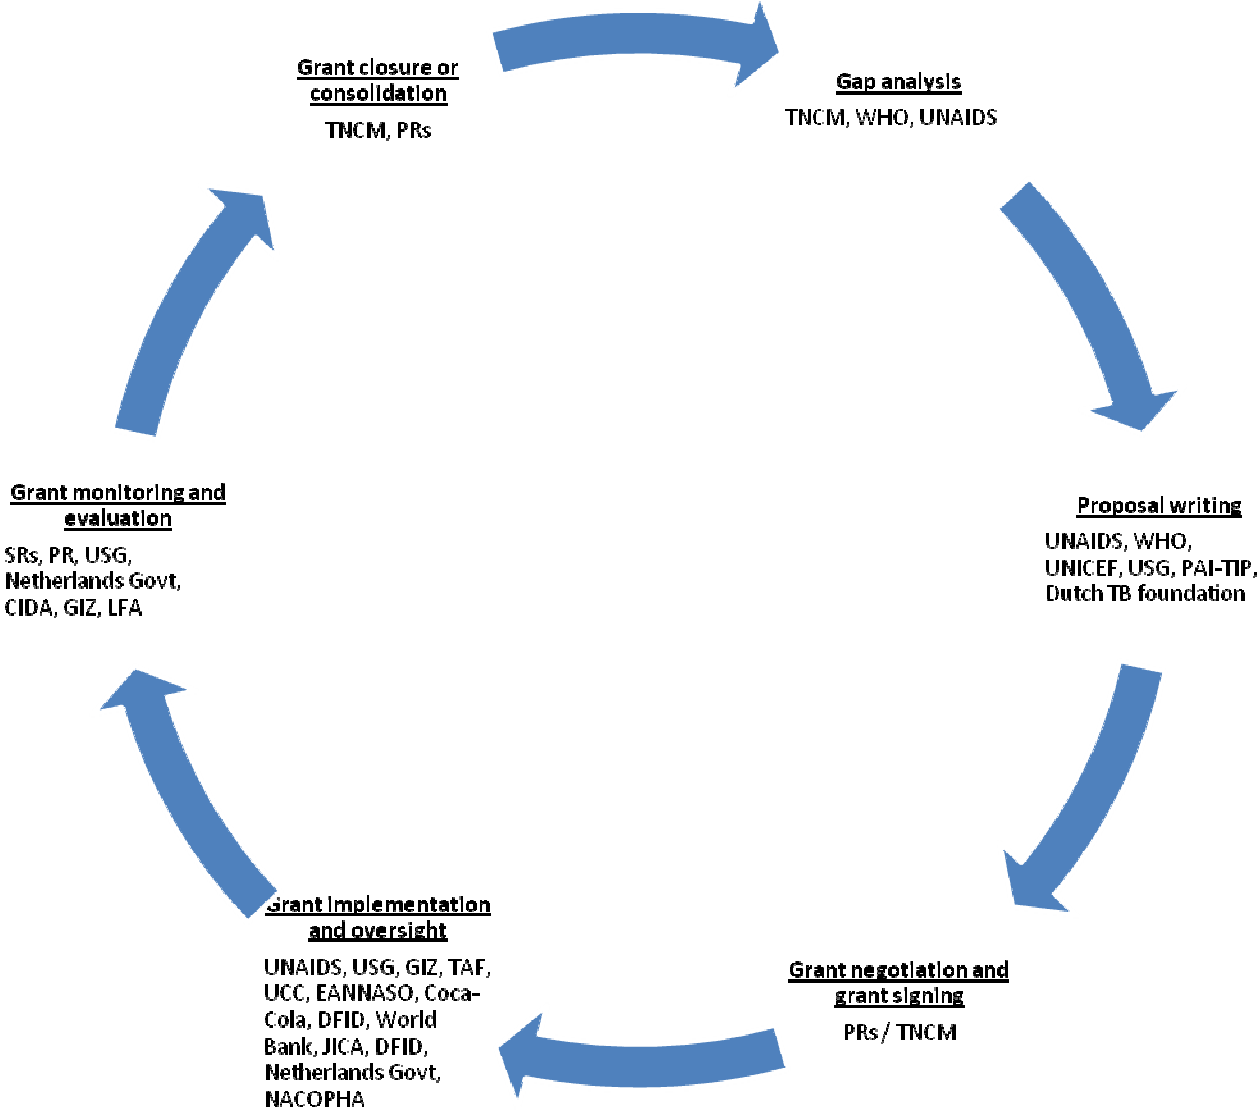 Grant closure or
consolidation
TNCM, PRs
Gap analysis
TNCM, WHO, UNAIDS
Proposal writing
UNAIDS, WHO,
UNICEF, USG, PAI-TIP,
Dutch TB foundation
Grant negotiation and
grant signing
PRs / TNCM
Grant implementation
and oversight
UNAIDS, USG, GIZ, TAF,
UCC, EANNASO, Coca-
Cola, DFID, World
Bank, JICA, DFID,
Netherlands Govt,
NACOPHA
Grant monitoring and
evaluation
SRs, PR, USG,
Netherlands Govt,
CIDA, GIZ, LFA